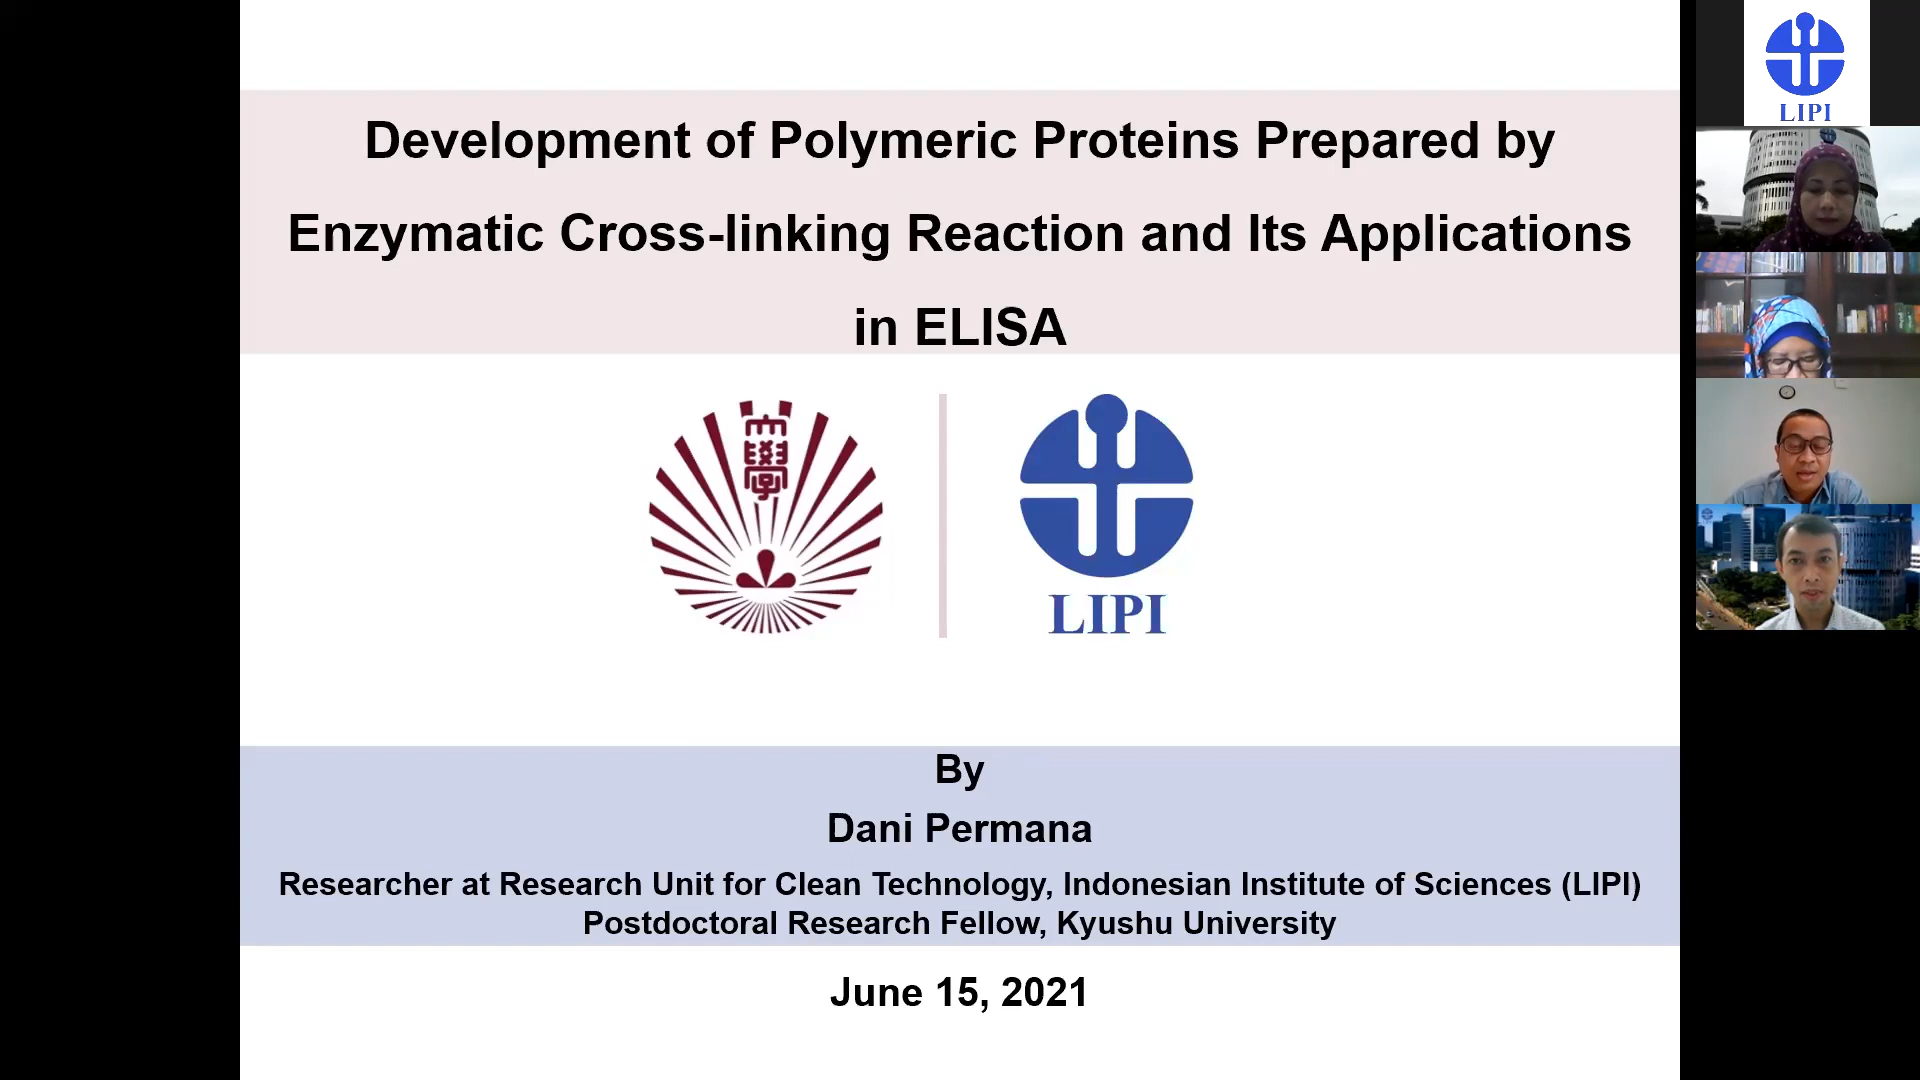 Development of Polymeric Proteins Prepared by
Enzymatic Cross-linking Reaction and Its Applications
in ELISA
大學
LIPI
By
Dani Permana
Researcher at Research Unit for Clean Technology, Indonesian Institute of Sciences (LIPI)
Postdoctoral Research Fellow, Kyushu University
June 15, 2021
LIPI